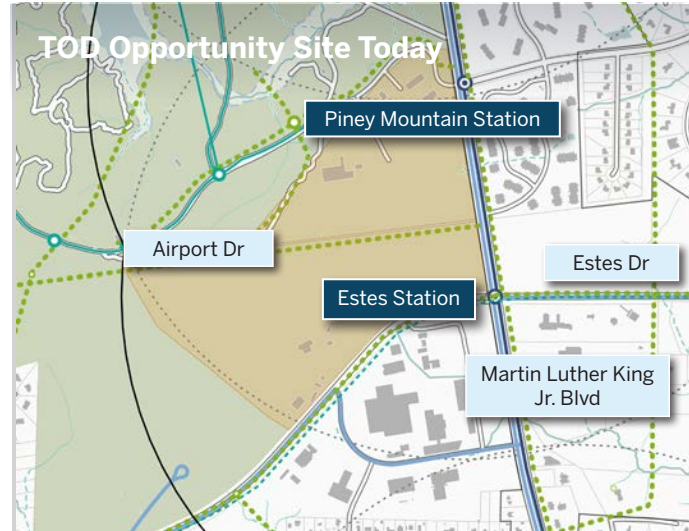 TOD Opportunity Site Today
Piney Mountain Station
Airport Dr
Estes Dr
Estes Station
Martin Luther King
Jr. Blvd